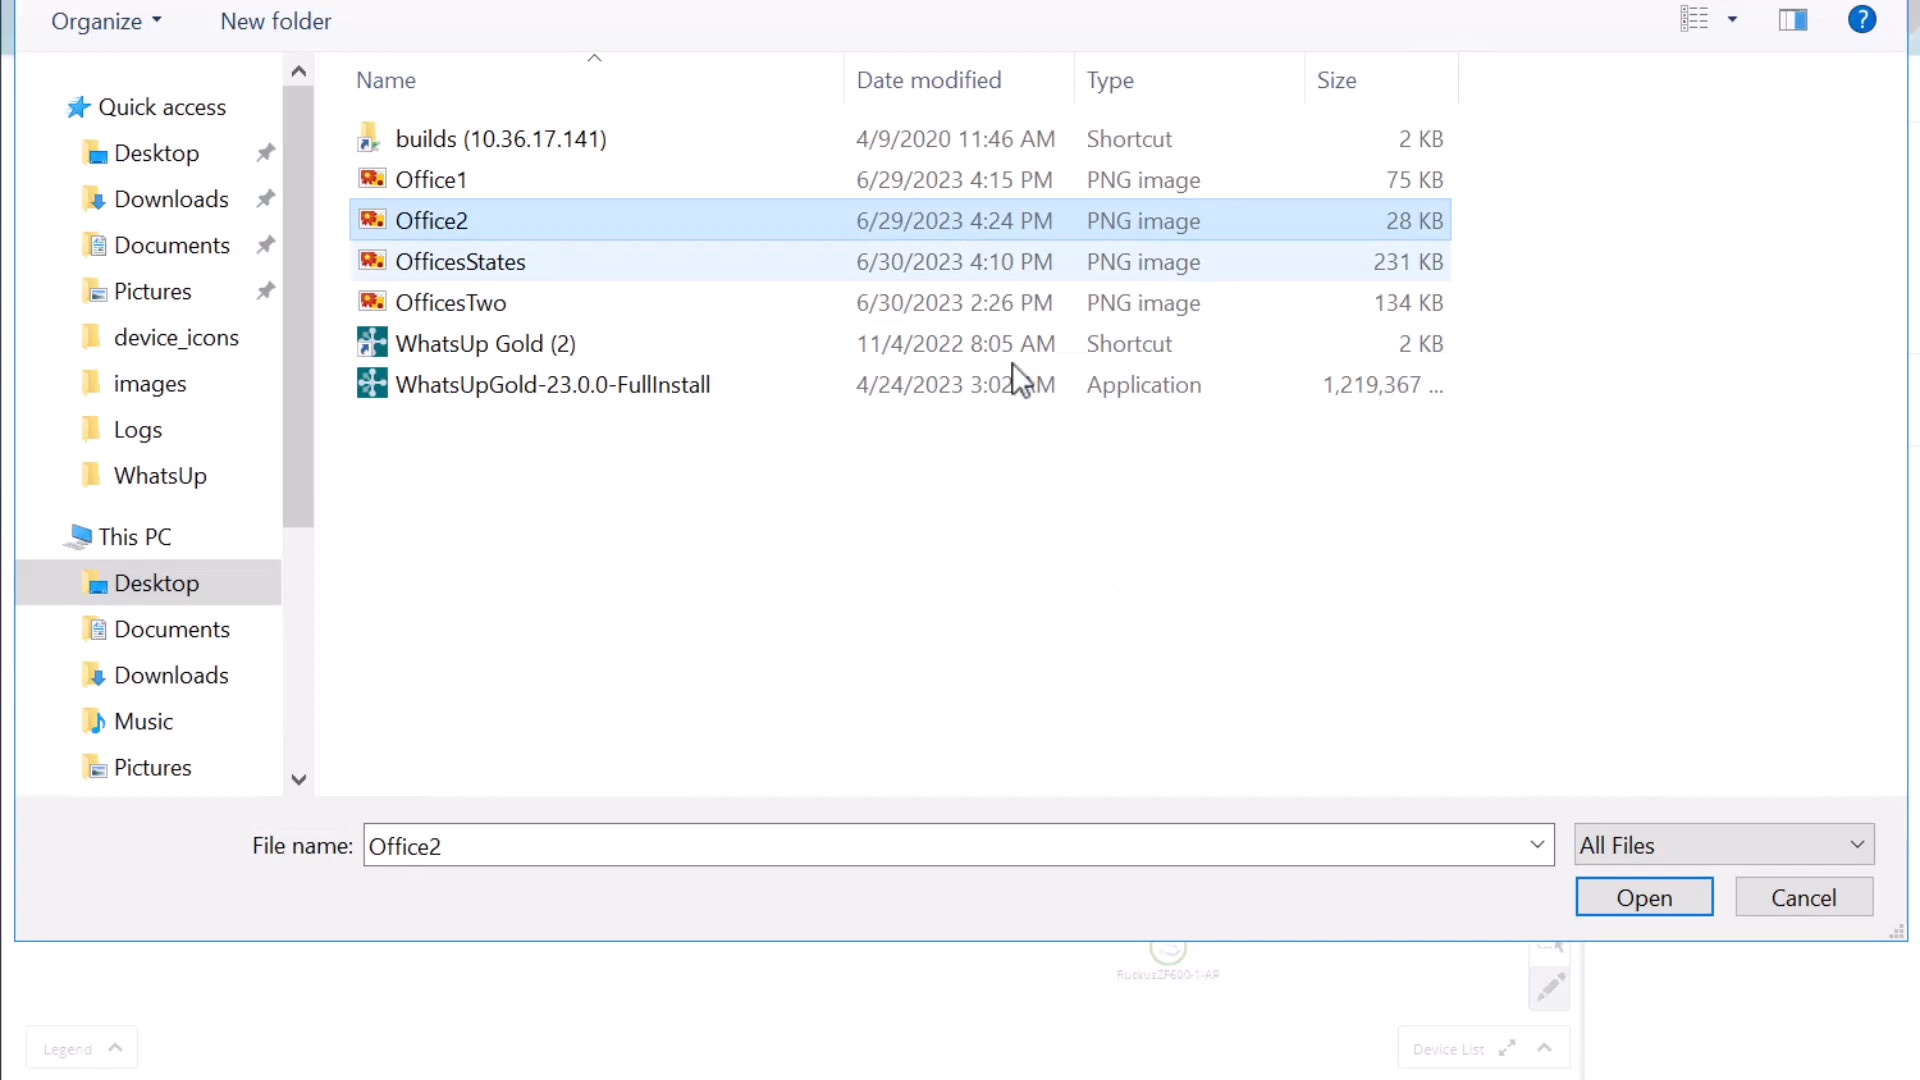 Organize New folder
Name Date modified Type Size
Quick access
Desktop
Downloads
Documents
Pictures
device_icons
images
Logs
WhatsUp
This PC
Desktop
Documents
Downloads
Music
Pictures
builds (10.36.17.141) 4/9/2020 11:46 AM Shortcut 2 KB
Office1 6/29/2023 4:15 PM PNG image 75 KB
Office2 6/29/2023 4:24 PM PNG image 28 KB
OfficesStates 6/30/2023 4:10 PM PNG image 231 KB
OfficesTwo 6/30/2023 2:26 PM PNG image 134 KB
WhatsUp Gold (2) 11/4/2022 8:05 AM Shortcut 2 KB
WhatsUpGold-23.0.0-FullInstall 4/24/2023 3:02 AM Application 1,219,367 ...
File name: Office2 All Files
Open Cancel
RuckusZF600-1-AP
Legend Device List